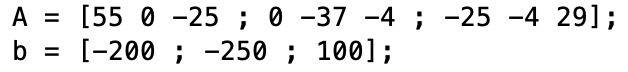 A = [55 0 -25 ; 0 -37 -4 ; -25 -4 29];
b = [-200 ; -250 ; 100];